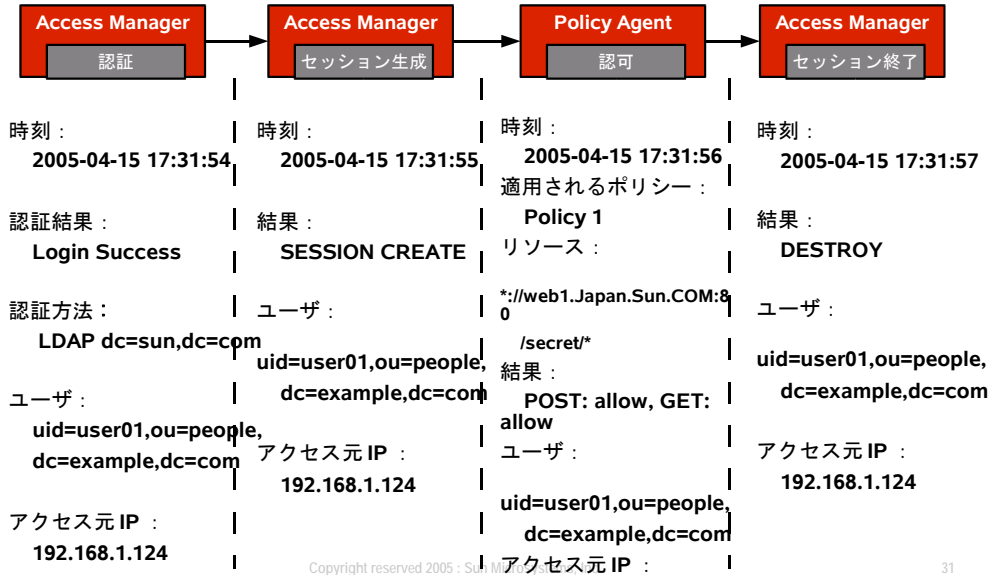 Access Manager
認証
時刻：
2005-04-15 17:31:54
認証結果：
Login Success
認証方法：
LDAP dc=sun,dc=com
ユーザ：
uid=user01,ou=people,
dc=example,dc=com
アクセス元 IP ：
192.168.1.124
Access Manager
セッション生成
時刻：
2005-04-15 17:31:55
結果：
SESSION CREATE
ユーザ：
uid=user01,ou=people,
dc=example,dc=com
アクセス元 IP ：
192.168.1.124
Policy Agent
認可
時刻：
2005-04-15 17:31:56
適用されるポリシー：
Policy 1
リソース：
*://web1.Japan.Sun.COM:8
0
/secret/*
結果：
POST: allow, GET:
allow
ユーザ：
uid=user01,ou=people,
dc=example,dc=com
アクセス元 IP ：
Access Manager
セッション終了
時刻：
2005-04-15 17:31:57
結果：
DESTROY
ユーザ：
uid=user01,ou=people,
dc=example,dc=com
アクセス元 IP ：
192.168.1.124
Copyright reserved 2005 : Sun Microsystems
31